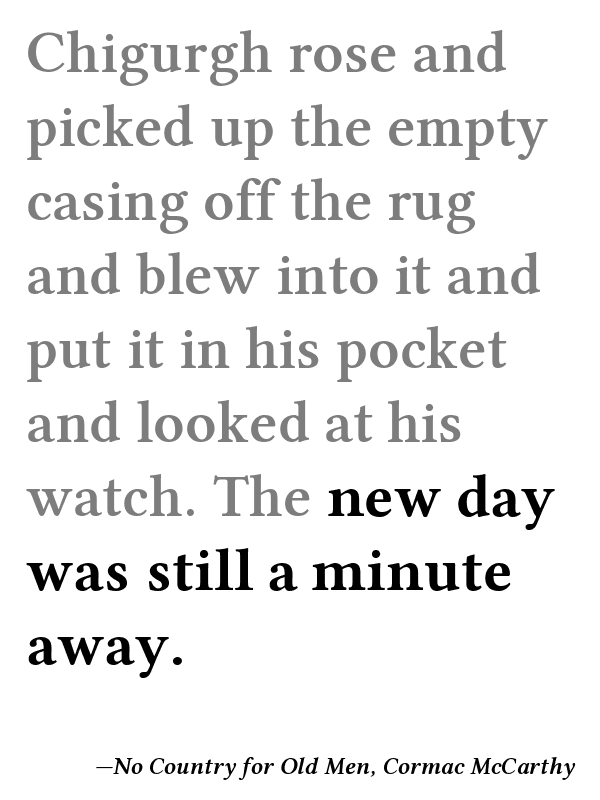 Chigurgh rose and
picked up the empty
casing off the rug
and blew into it and
put it in his pocket
and looked at his
watch. The new day
was still a minute
away.
—No Country for Old Men, Cormac McCarthy